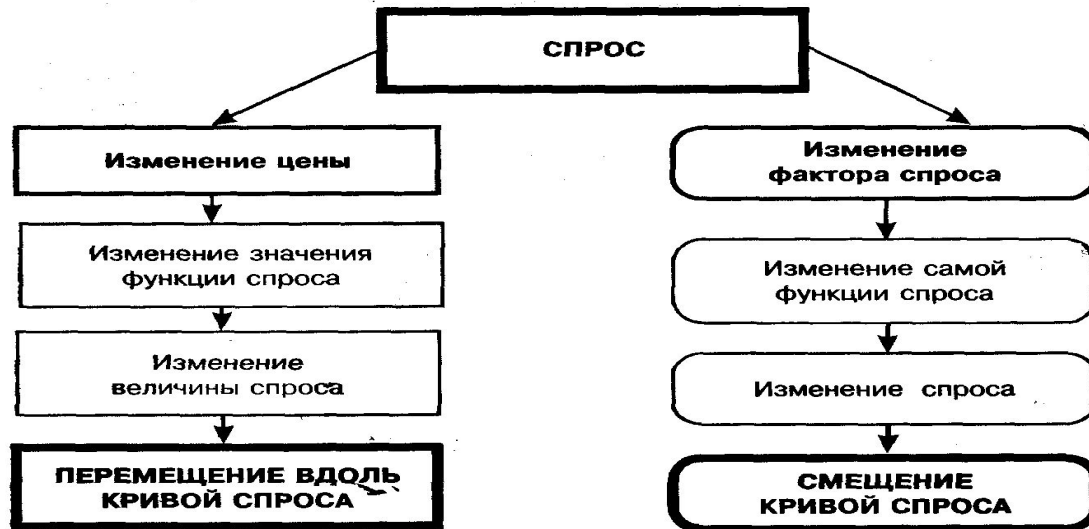 СПРОС
Изменение цены
Изменение значения
функции спроса
Изменение
величины спроса
ПЕРЕМЕЩЕНИЕ ВДОЛЬ
КРИВОЙ СПРОСА
Изменение
фактора спроса
Изменение самой
функции спроса
Изменение спроса
СМЕЩЕНИЕ
КРИВОЙ СПРОСА